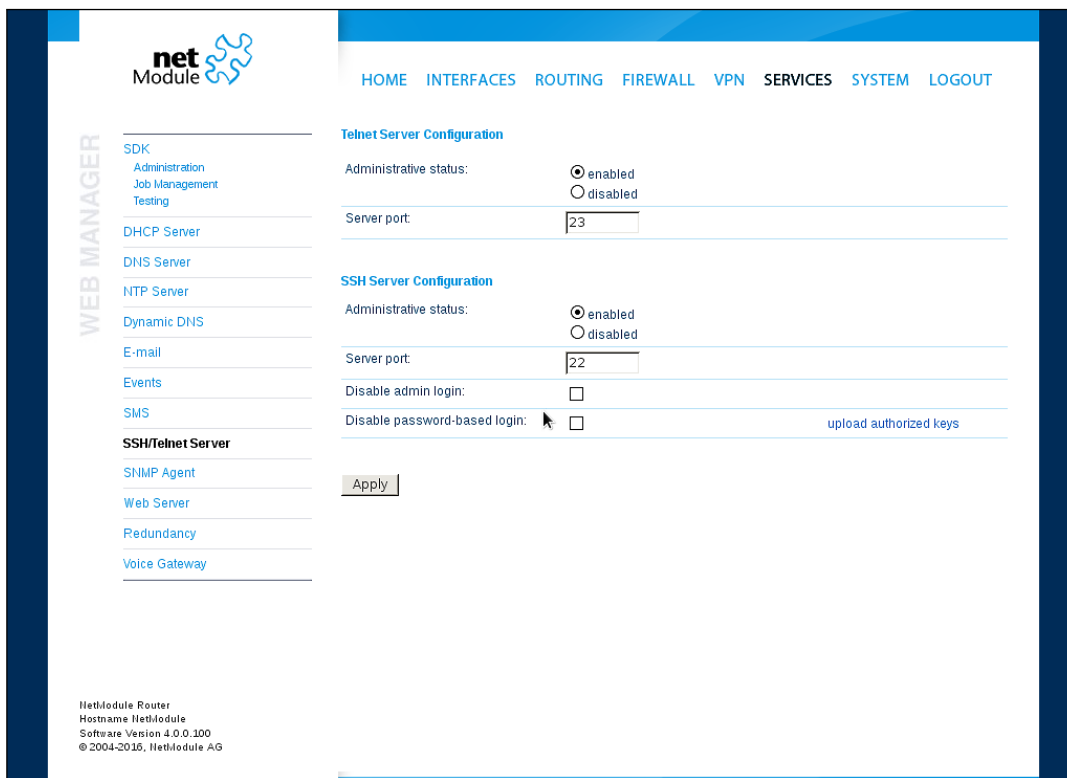 net
Module
HOME INTERFACES ROUTING FIREWALL VPN SERVICES SYSTEM LOGOUT
WEB MANAGER
SDK
Administration
Job Management
Testing
DHCP Server
DNS Server
NTP Server
Dynamic DNS
E-mail
Events
SMS
SSH/Telnet Server
SNMP Agent
Web Server
Redundancy
Voice Gateway
Telnet Server Configuration
Administrative status:
enabled
disabled
Server port: 23
SSH Server Configuration
Administrative status:
enabled
disabled
Server port: 22
Disable admin login:
Disable password-based login: upload authorized keys
Apply
NetModule Router
Hostname NetModule
Software Version 4.0.0.100
© 2004-2016, NetModule AG